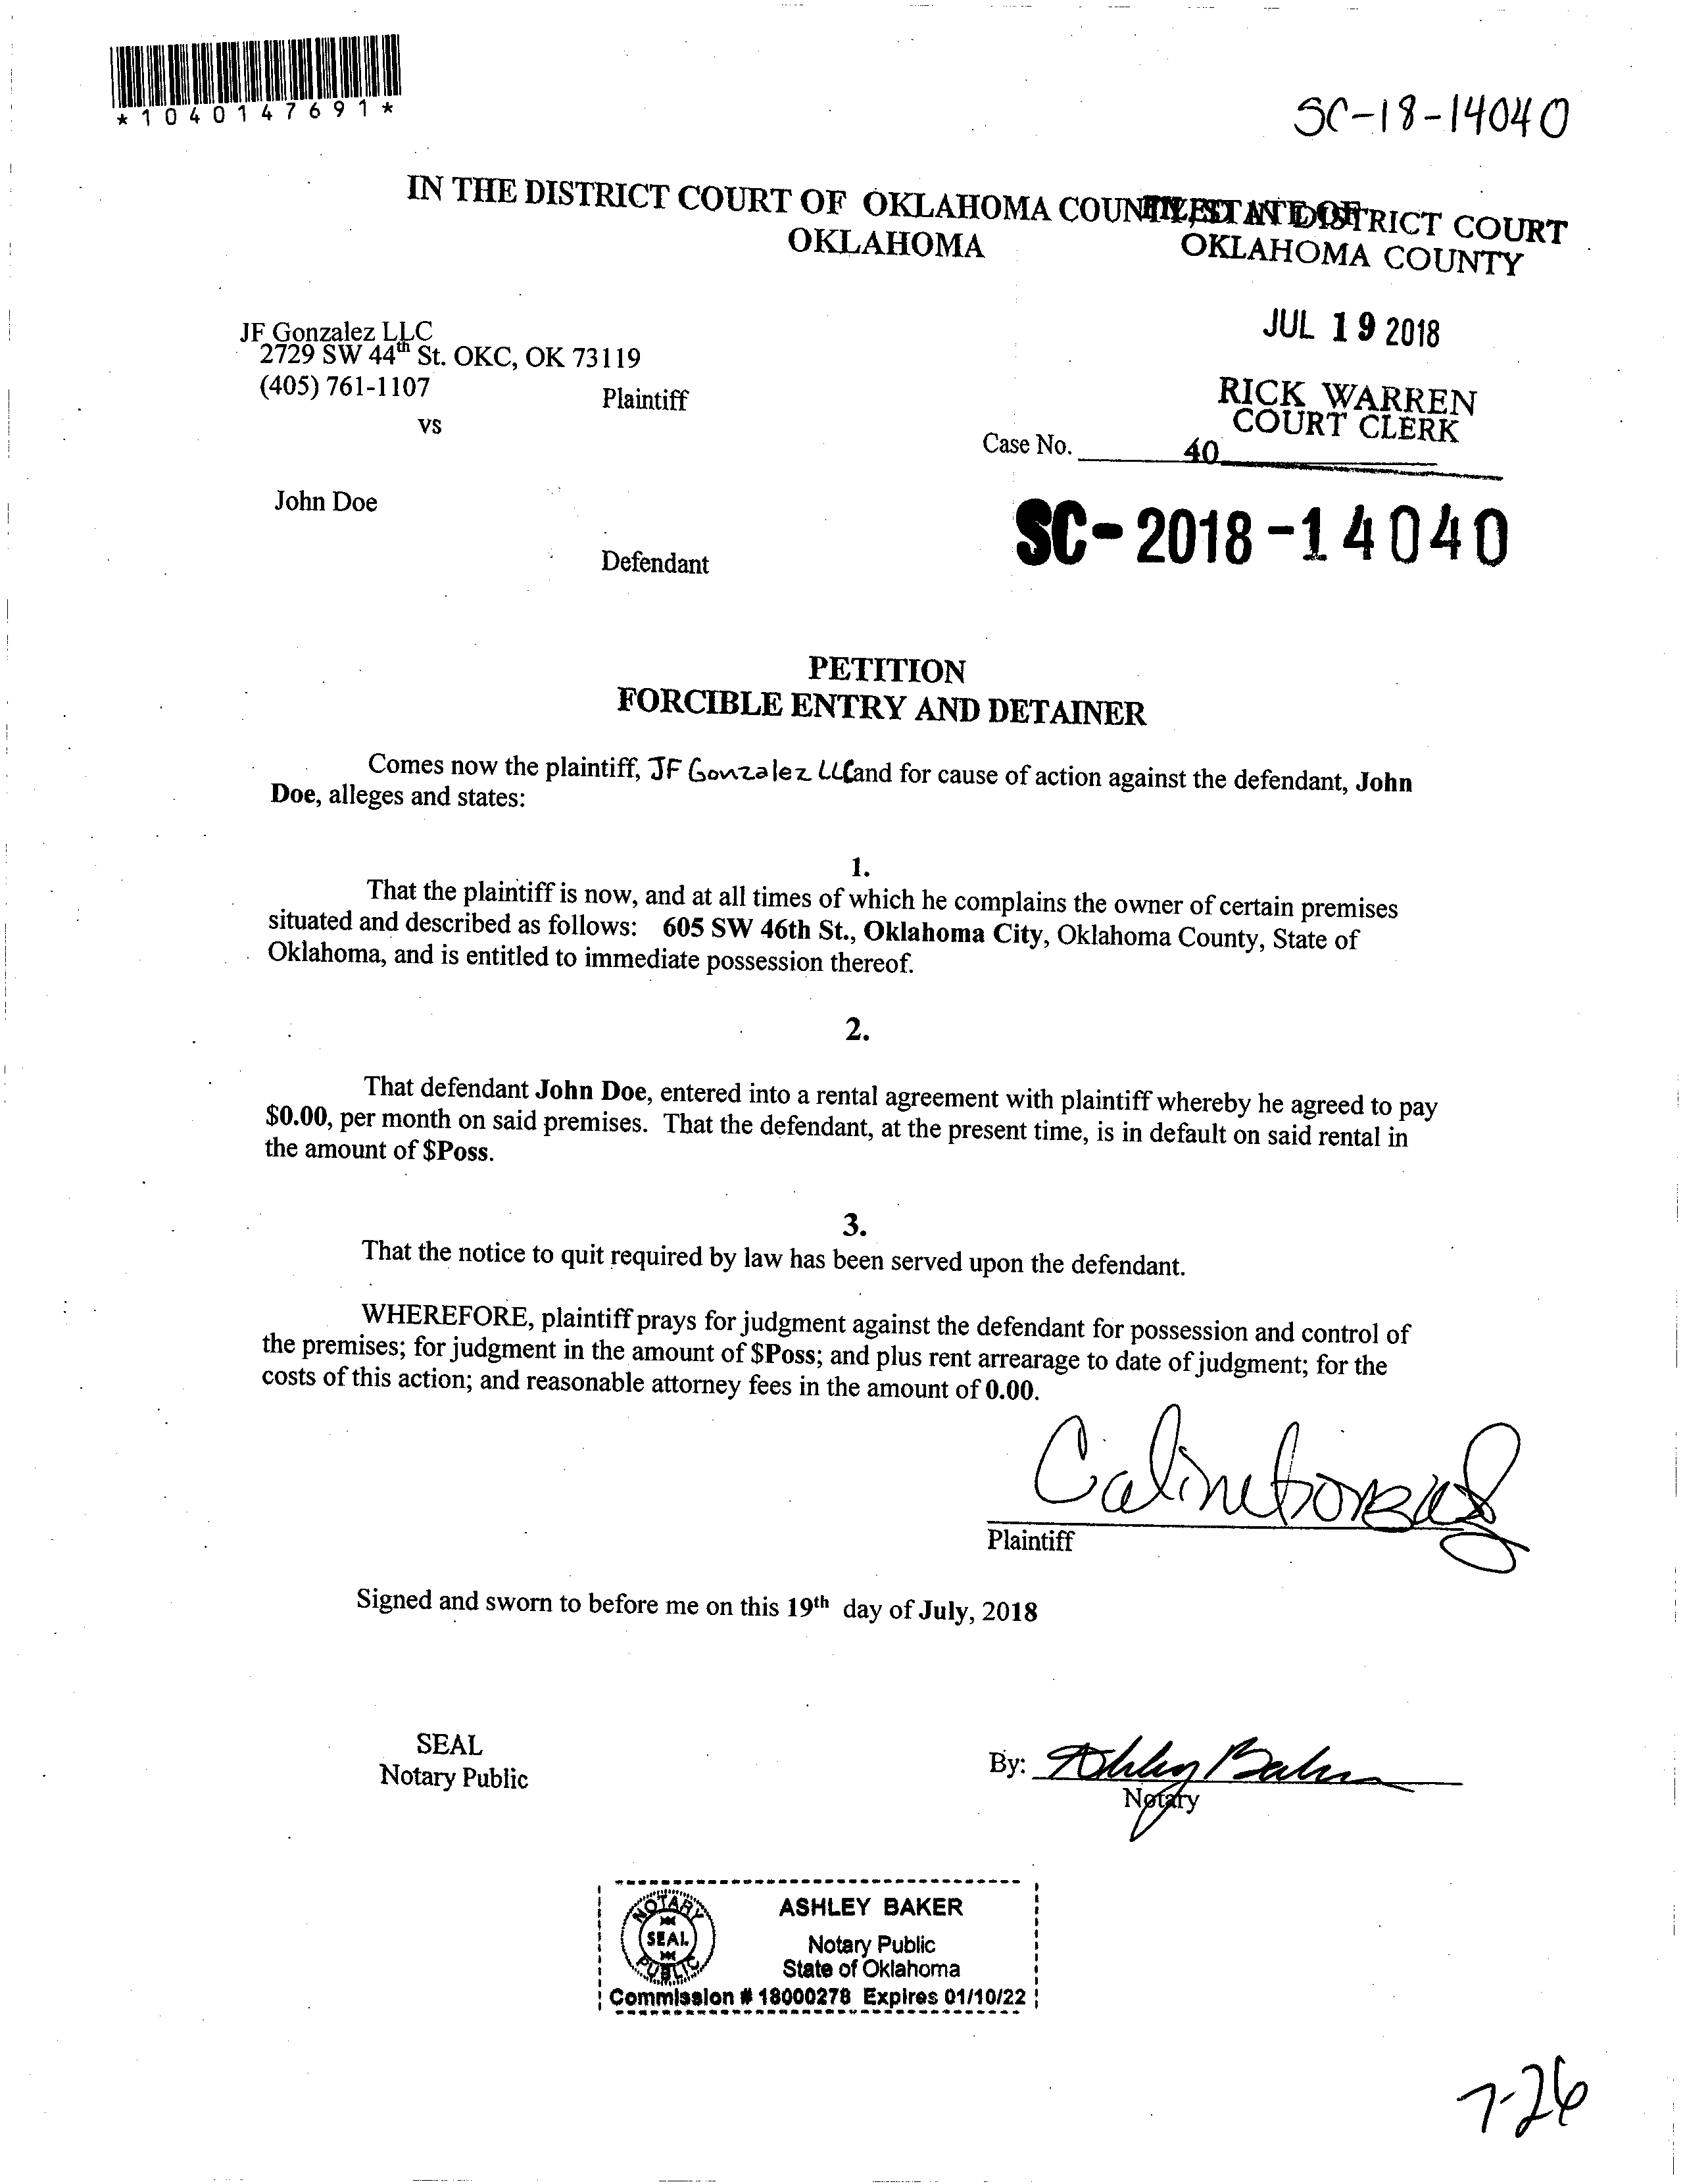 *1040147691*
SC-18-14040
IN THE DISTRICT COURT OF OKLAHOMA COUNTY, STATE OF
OKLAHOMA
FILED IN DISTRICT COURT
OKLAHOMA COUNTY
JUL 19 2018
RICK WARREN
COURT CLERK
40
JF Gonzalez LLC
2729 SW 44th St. OKC, OK 73119
(405) 761-1107
Plaintiff
vs
Case No.
John Doe
SC-2018-14040
Defendant
PETITION
FORCIBLE ENTRY AND DETAINER
Comes now the plaintiff, JF Gonzalez LLC and for cause of action against the defendant, John
Doe, alleges and states:
1.
That the plaintiff is now, and at all times of which he complains the owner of certain premises
situated and described as follows: 605 SW 46th St., Oklahoma City, Oklahoma County, State of
Oklahoma, and is entitled to immediate possession thereof.
2.
That defendant John Doe, entered into a rental agreement with plaintiff whereby he agreed to pay
$0.00, per month on said premises. That the defendant, at the present time, is in default on said rental in
the amount of $Poss.
3.
That the notice to quit required by law has been served upon the defendant.
WHEREFORE, plaintiff prays for judgment against the defendant for possession and control of
the premises; for judgment in the amount of $Poss; and plus rent arrearage to date of judgment; for the
costs of this action; and reasonable attorney fees in the amount of 0.00.
Plaintiff
Signed and sworn to before me on this 19th day of July, 2018
SEAL
Notary Public
By: Ashley Baker
Notary
NOTARY
SEAL
PUBLIC
ASHLEY BAKER
Notary Public
State of Oklahoma
Commission # 18000278 Expires 01/10/22
7-26